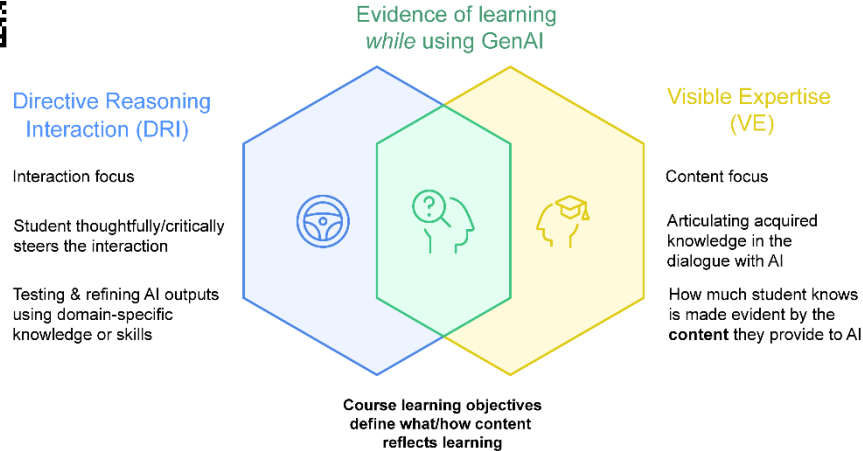 Evidence of learning
while using GenAI
Directive Reasoning
Interaction (DRI)
Interaction focus
Student thoughtfully/critically
steers the interaction
Testing & refining AI outputs
using domain-specific
knowledge or skills
?
Visible Expertise
(VE)
Content focus
Articulating acquired
knowledge in the
dialogue with AI
How much student knows
is made evident by the
content they provide to AI
Course learning objectives
define what/how content
reflects learning